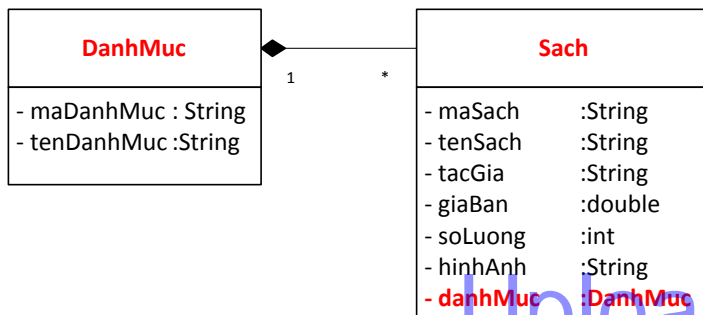 DanhMuc
- maDanhMuc : String
- tenDanhMuc :String
1
*
Sach
- maSach :String
- tenSach :String
- tacGia :String
- giaBan :double
- soLuong :int
- hinhAnh :String
- danhMuc :DanhMuc